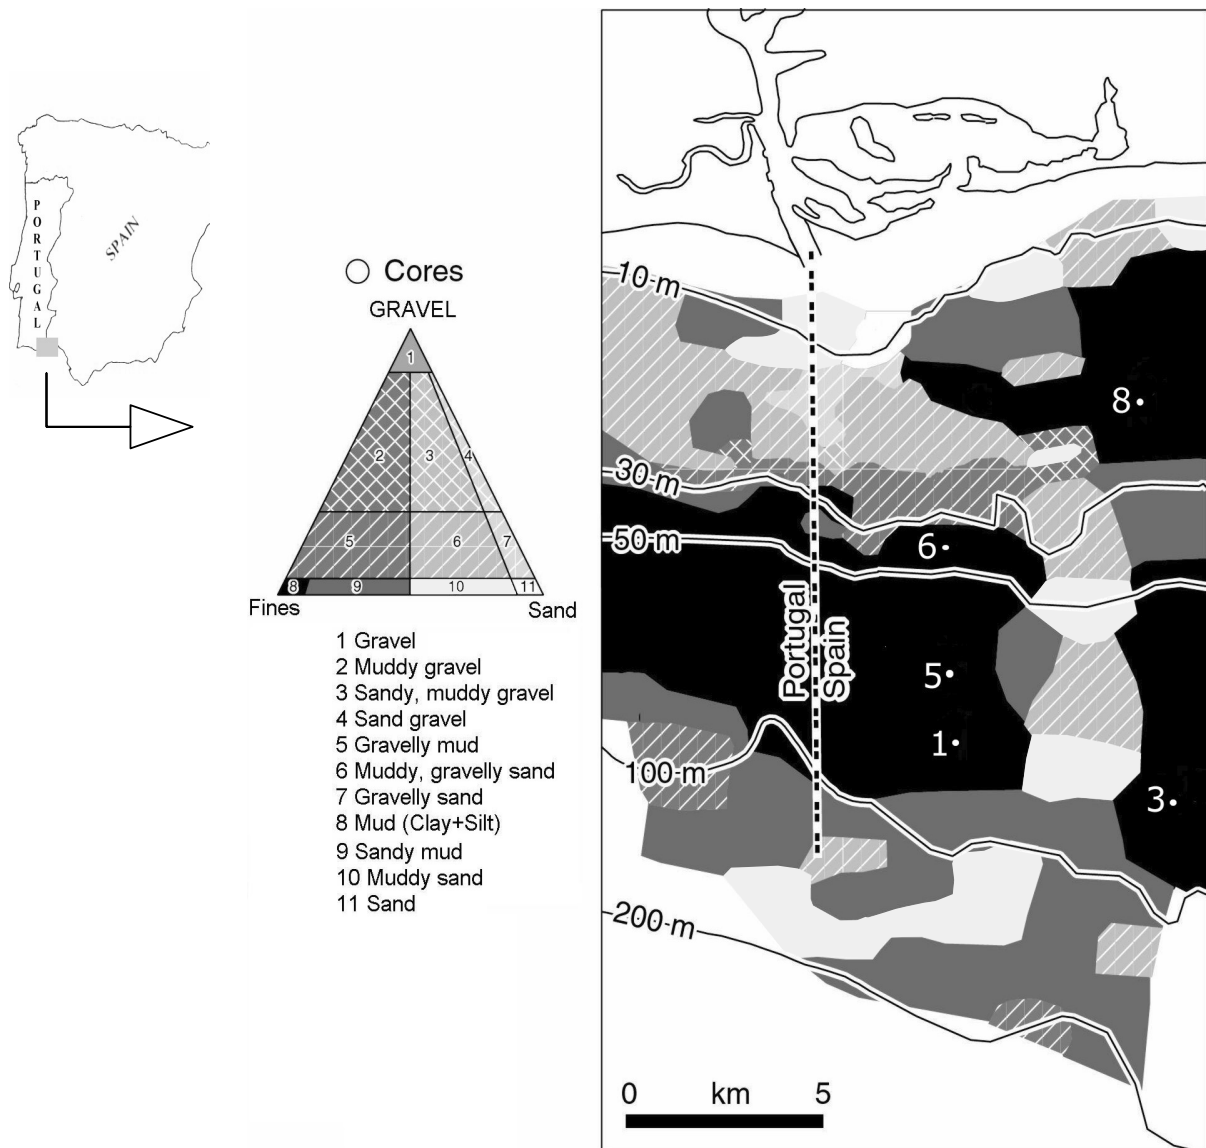 PORTUGAL
SPAIN
Cores
GRAVEL
1
2
3
4
5
6
7
8
9
10
11
Fines
Sand
1 Gravel
2 Muddy gravel
3 Sandy, muddy gravel
4 Sand gravel
5 Gravelly mud
6 Muddy, gravelly sand
7 Gravelly sand
8 Mud (Clay+Silt)
9 Sandy mud
10 Muddy sand
11 Sand
10 m
8
30 m
50 m
6
Portugal
Spain
5
1
100 m
3
200 m
0 km 5